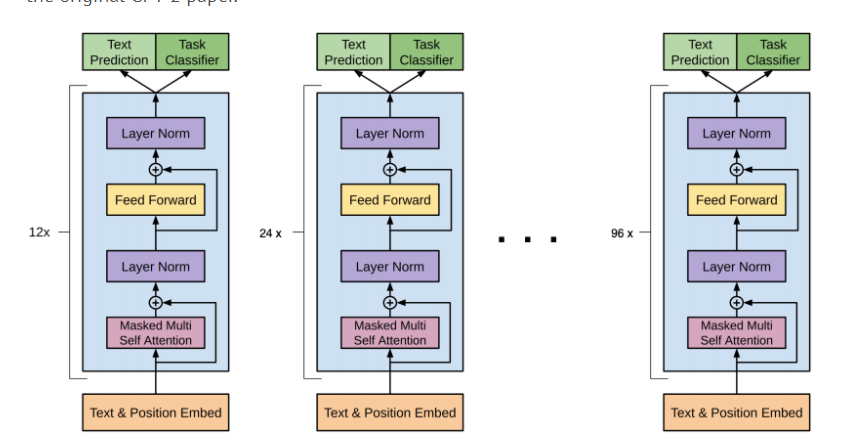 the original GPT-2 paper.
Text
Prediction
Task
Classifier
Layer Norm
Feed Forward
Layer Norm
Masked Multi
Self Attention
Text & Position Embed
12x
Text
Prediction
Task
Classifier
Layer Norm
Feed Forward
Layer Norm
Masked Multi
Self Attention
Text & Position Embed
24 x
. . .
Text
Prediction
Task
Classifier
Layer Norm
Feed Forward
Layer Norm
Masked Multi
Self Attention
Text & Position Embed
96 x